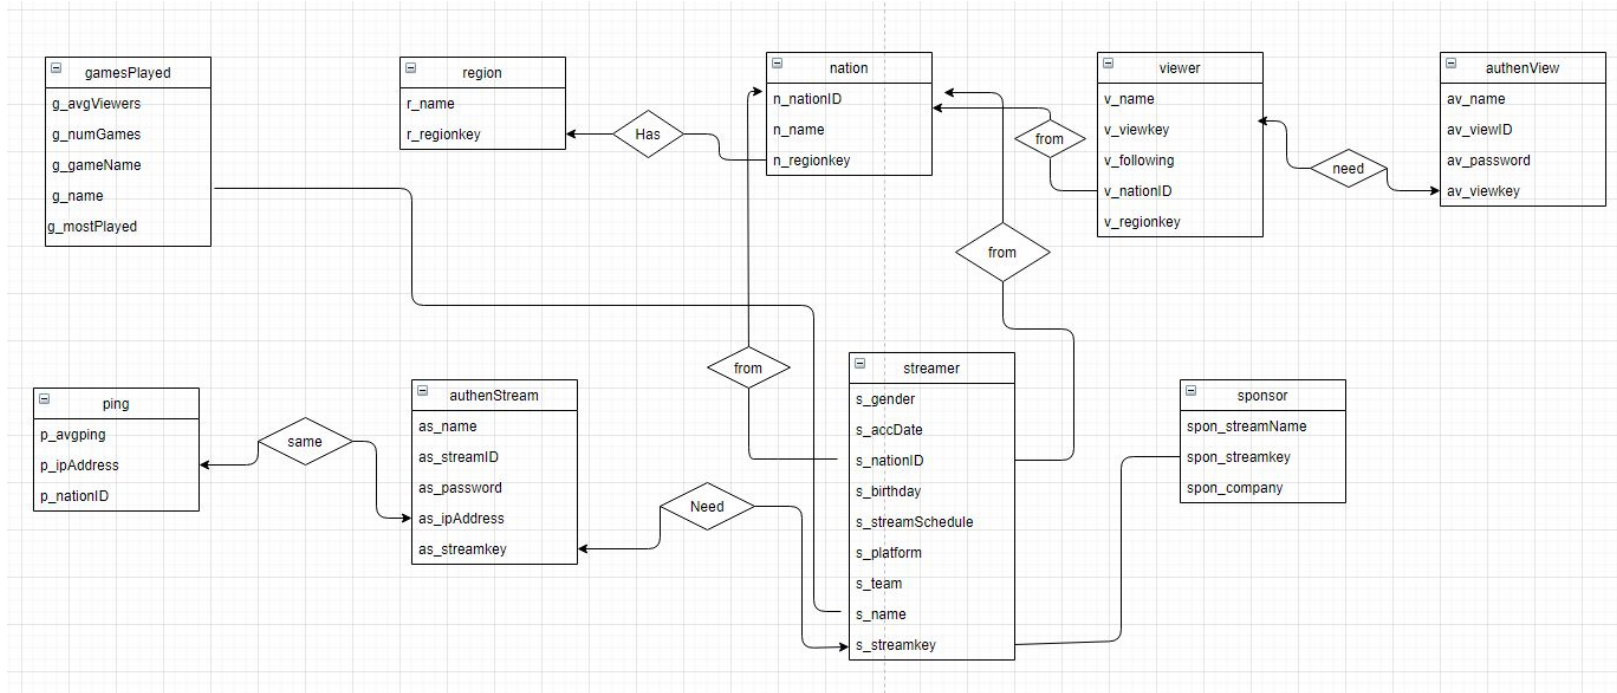 gamesPlayed
g_avgViewers
g_numGames
g_gameName
g_name
g_mostPlayed
region
r_name
r_regionkey
Has
nation
n_nationID
n_name
n_regionkey
from
viewer
v_name
v_viewkey
v_following
v_nationID
v_regionkey
need
authenView
av_name
av_viewID
av_password
av_viewkey
from
from
ping
p_avgping
p_ipAddress
p_nationID
same
authenStream
as_name
as_streamID
as_password
as_ipAddress
as_streamkey
Need
streamer
s_gender
s_accDate
s_nationID
s_birthday
s_streamSchedule
s_platform
s_team
s_name
s_streamkey
sponsor
spon_streamName
spon_streamkey
spon_company